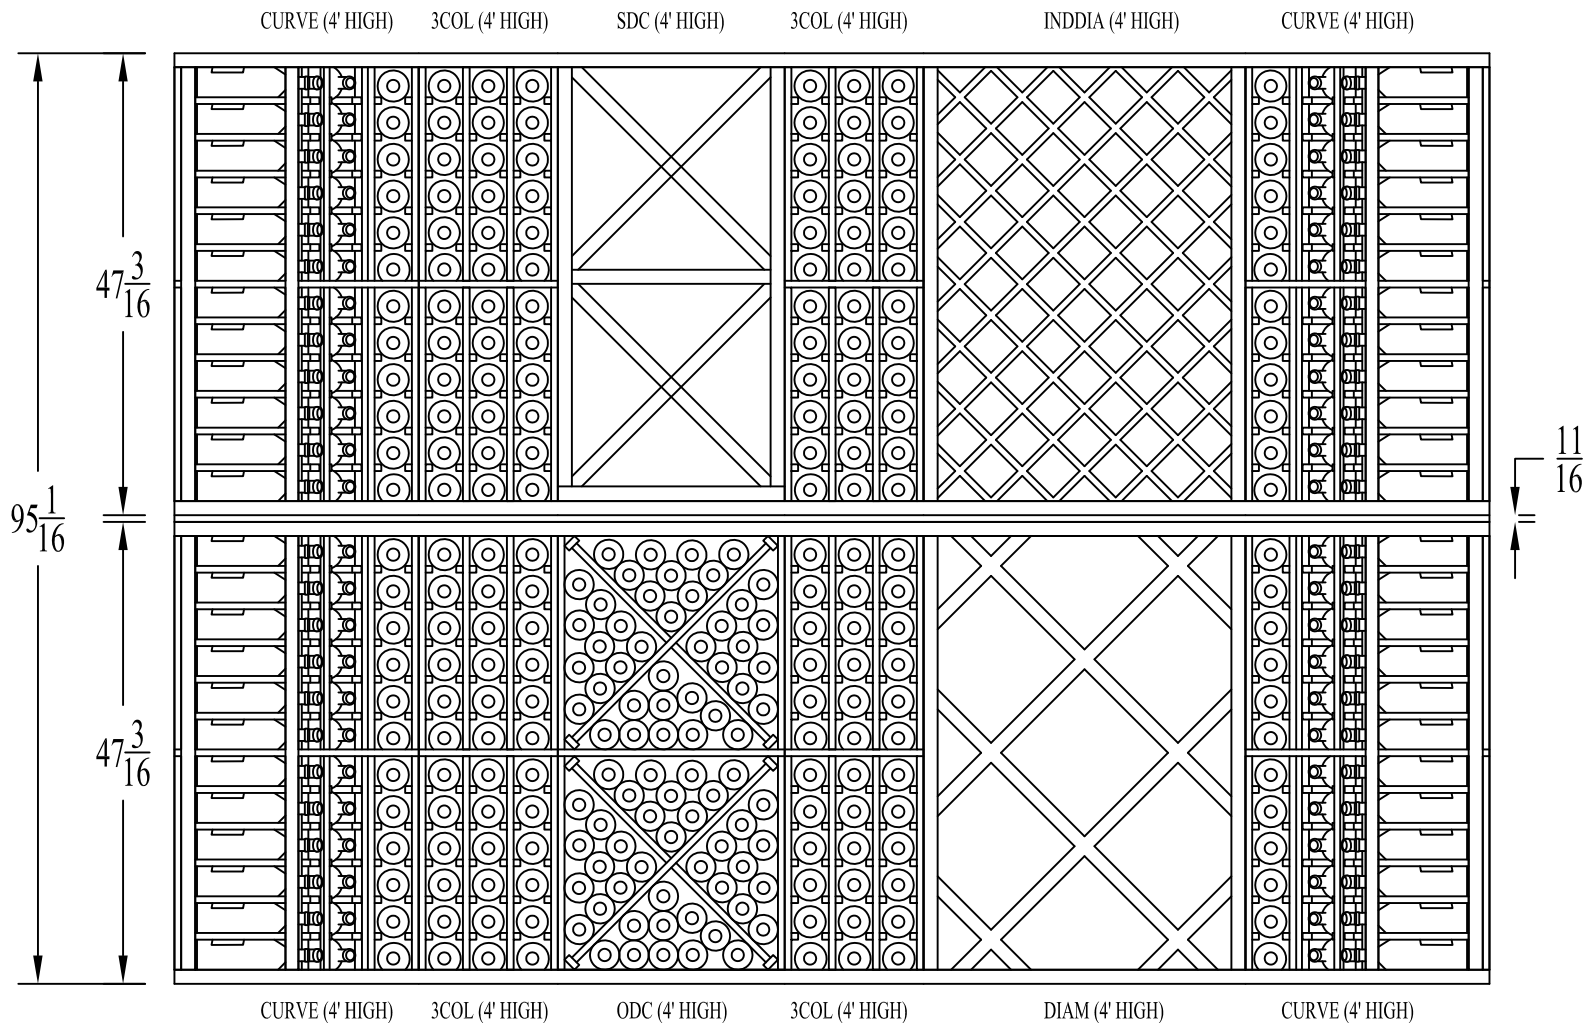 CURVE (4' HIGH) 3COL (4' HIGH) SDC (4' HIGH) 3COL (4' HIGH) INDDIA (4' HIGH) CURVE (4' HIGH)
47 3/16
11/16
95 1/16
47 3/16
CURVE (4' HIGH) 3COL (4' HIGH) ODC (4' HIGH) 3COL (4' HIGH) DIAM (4' HIGH) CURVE (4' HIGH)